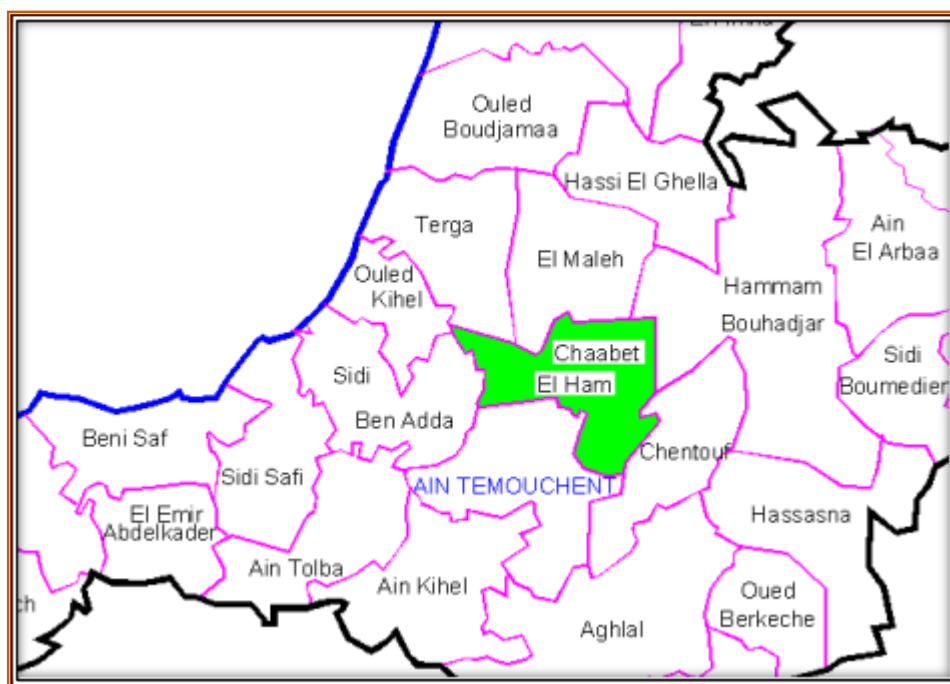 Ouled
Boudjamaa
Hassi El Ghella
Terga
Ain
El Arbaa
El Maleh
Ouled
Kihel
Hammam
Bouhadjar
Chaabet
El Ham
Sidi
Boumedien
Sidi
Ben Adda
Beni Saf
Chentouf
Sidi Safi
AIN TEMOUCHENT
El Emir
Abdelkader
Hassasna
Ain Tolba
Ain Kihel
Oued
Berkeche
Aghlal
ch